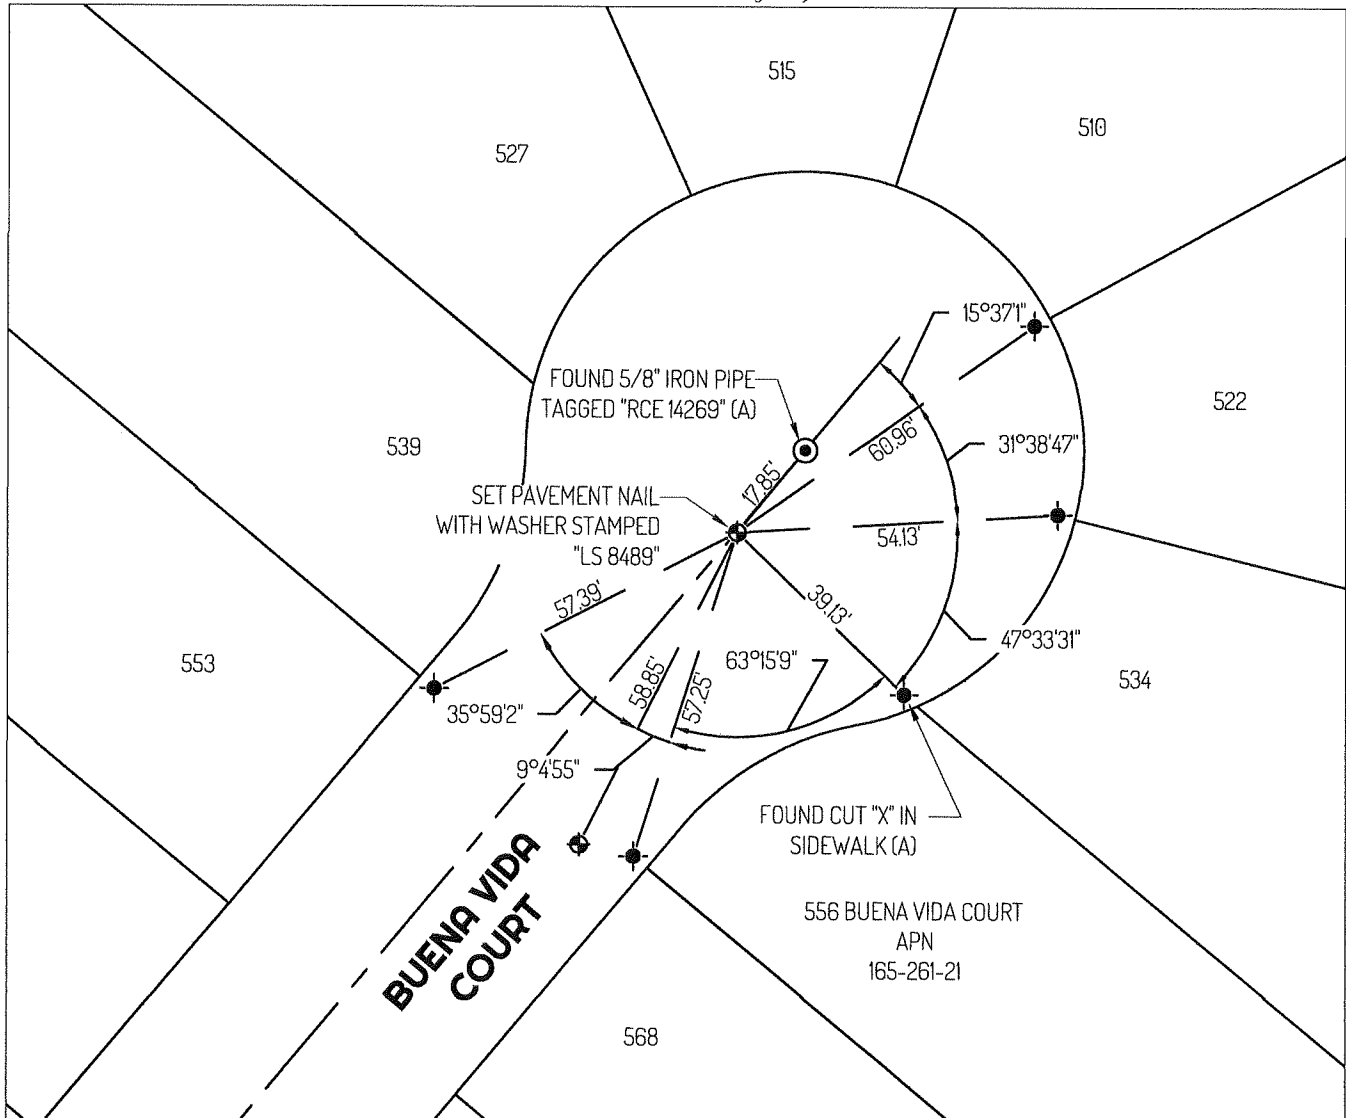 515
510
527
15°37'1"
FOUND 5/8" IRON PIPE
TAGGED "RCE 14269" (A)
522
60.96'
31°38'47"
539
17.85'
SET PAVEMENT NAIL
WITH WASHER STAMPED
"LS 8489"
54.13'
57.39'
39.13'
47°33'31"
553
63°15'9"
534
58.85'
57.25'
35°59'2"
9°4'55"
FOUND CUT "X" IN
SIDEWALK (A)
BUENA VIDA
COURT
556 BUENA VIDA COURT
APN
165-261-21
568